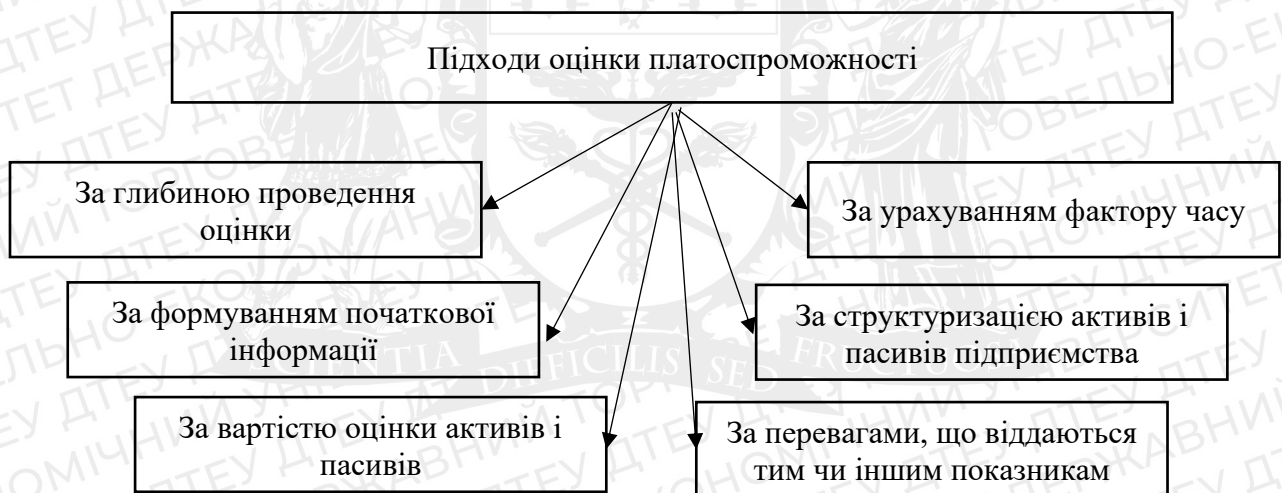 Підходи оцінки платоспроможності
За глибиною проведення
оцінки
За урахуванням фактору часу
За формуванням початкової
інформації
За структуризацією активів і
пасивів підприємства
За вартістю оцінки активів і
пасивів
За перевагами, що віддаються
тим чи іншим показникам